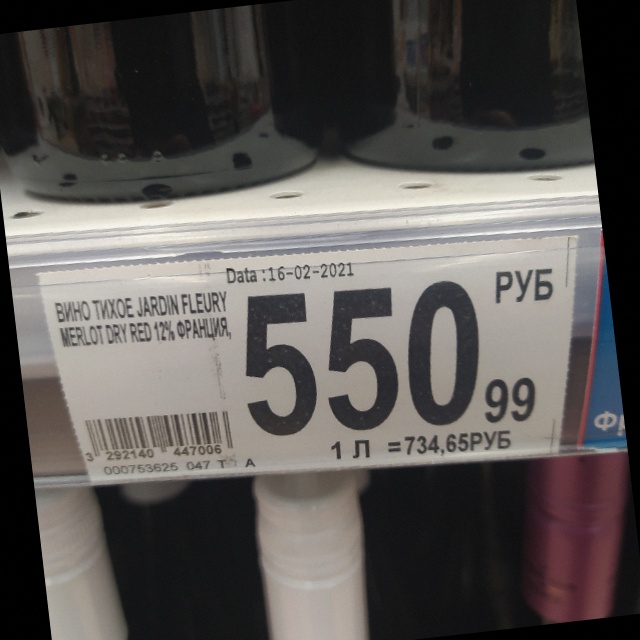 Data :16-02-2021
ВИНО ТИХОЕ JARDIN FLEURY
MERLOT DRY RED 12% ФРАНЦИЯ,
550 99 РУБ
1 Л =734,65РУБ
3 292140 447006
000753625 047 Т A